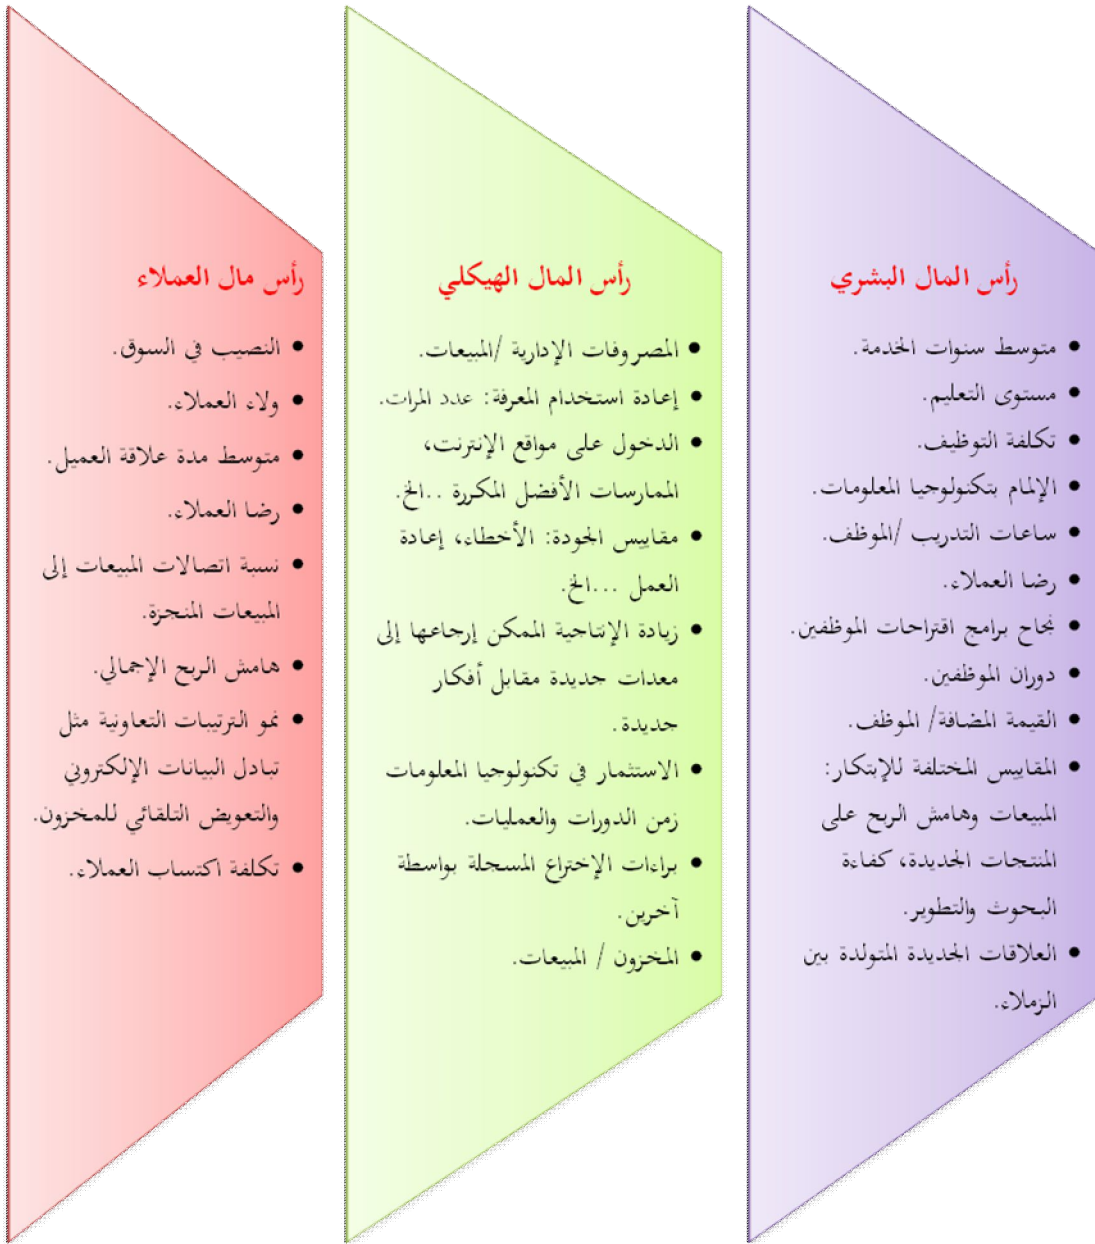 رأس المال البشري
• متوسط سنوات الخدمة.
• مستوى التعليم.
• تكلفة التوظيف.
• الإلمام بتكنولوجيا المعلومات.
• ساعات التدريب /الموظف.
• رضا العملاء.
• نجاح برامج اقتراحات الموظفين.
• دوران الموظفين.
• القيمة المضافة/ الموظف.
• المقاييس المختلفة للإبتكار:
المبيعات وهامش الربح على
المنتجات الجديدة، كفاءة
البحوث والتطوير.
• العلاقات الجديدة المتولدة بين
الزملاء.
رأس المال الهيكلي
• المصروفات الإدارية /المبيعات.
• إعادة استخدام المعرفة: عدد المرات.
• الدخول على مواقع الإنترنت،
الممارسات الأفضل المكررة ..الخ.
• مقاييس الجودة: الأخطاء، إعادة
العمل ...الخ.
• زيادة الإنتاجية الممكن إرجاعها إلى
معدات جديدة مقابل أفكار
جديدة.
• الاستثمار في تكنولوجيا المعلومات
زمن الدورات والعمليات.
• براءات الإختراع المسجلة بواسطة
آخرين.
• المخزون / المبيعات.
رأس مال العملاء
• النصيب في السوق.
• ولاء العملاء.
• متوسط مدة علاقة العميل.
• رضا العملاء.
• نسبة اتصالات المبيعات إلى
المبيعات المنجزة.
• هامش الربح الإجمالي.
• نمو الترتيبات التعاونية مثل
تبادل البيانات الإلكتروني
والتعويض التلقائي للمخزون.
• تكلفة اكتساب العملاء.